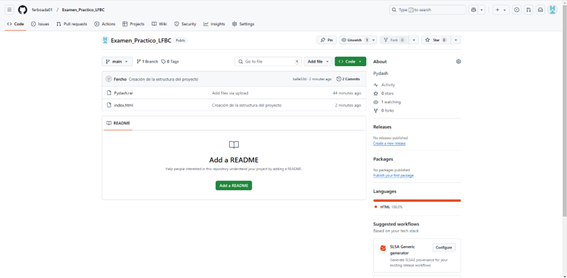 Examen_Practico_LFBC
Type / to search
Code
Issues
Pull requests
Agents
Actions
Projects
Wiki
Security
Insights
Settings
Examen_Practico_LFBC Public
Pin
Unwatch 1
Fork 0
Star 0
main
1 Branch
0 Tags
Go to file
Add file
Code
Creación de la estructura del proyecto
2 minutes ago
2 Commits
Add files via upload
44 minutes ago
index.html
Creación de la estructura del proyecto
2 minutes ago
README
Add a README
Help people interested in this repository understand your project by adding a README.
Add a README
About
Pyslash
Activity
0 stars
1 watching
0 forks
Releases
No releases published
Create a new release
Packages
No packages published
Publish your first package
Languages
HTML 100.0%
Suggested workflows
Based on your tech stack
SLSA Generic generator
Configure
Generate SLSA3 provenance for your existing release workflows